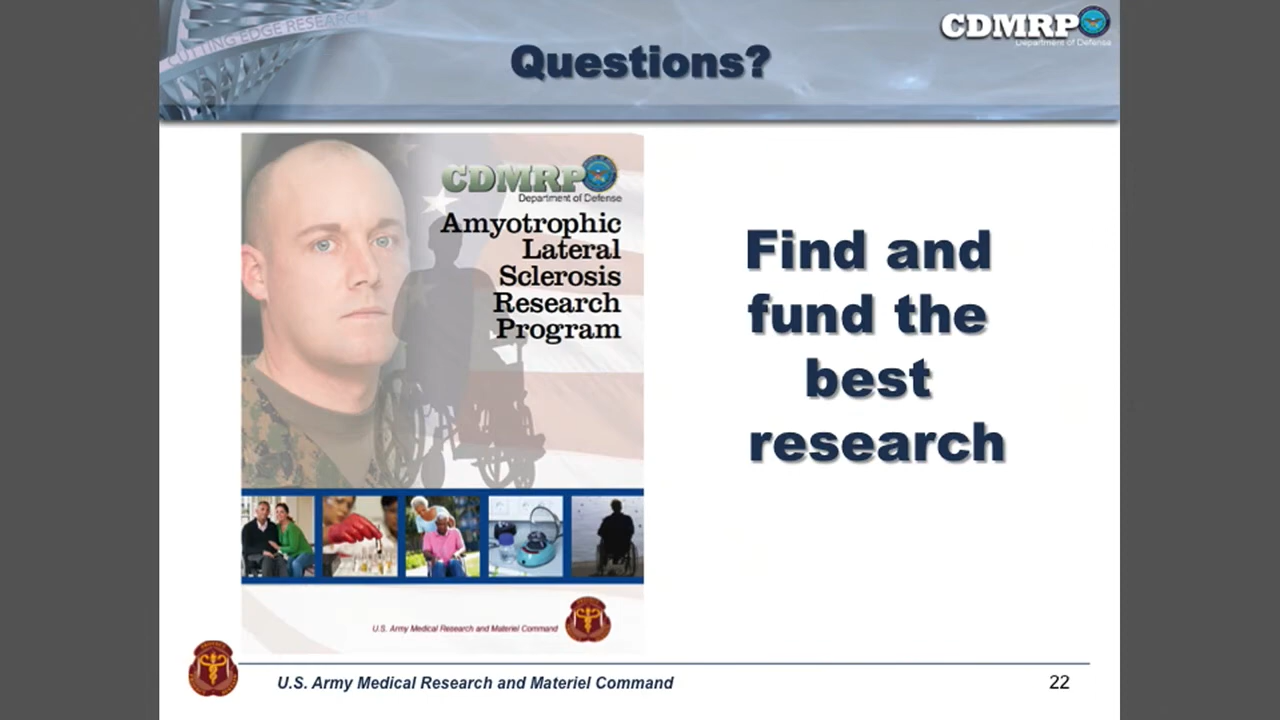 CUTTING EDGE RESEARCH
CDMRP
Department of Defense
Questions?
CDMRP
Department of Defense
Amyotrophic
Lateral
Sclerosis
Research
Program
U.S. Army Medical Research and Materiel Command
Find and
fund the
best
research
U.S. Army Medical Research and Materiel Command
22